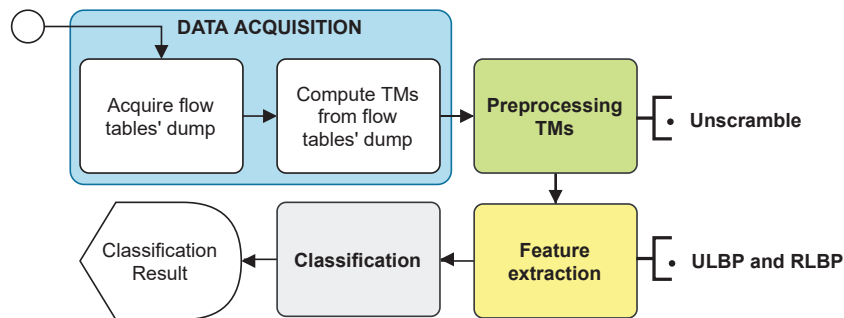 DATA ACQUISITION
Acquire flow
tables' dump
Compute TMs
from flow
tables' dump
Preprocessing
TMs
• Unscramble
Classification
Result
Classification
Feature
extraction
• ULBP and RLBP